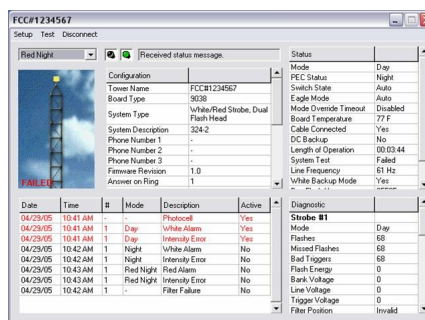 FCC#1234567
Setup Test Disconnect
Red Night
Received status message.
FAILED
Configuration
Tower Name FCC#1234567
Board Type 9038
System Type White/Red Strobe, Dual Flash Head
System Description 324-2
Phone Number 1 -
Phone Number 2 -
Phone Number 3 -
Firmware Revision 1.0
Answer on Ring 1
Status
Mode Day
PEC Status Night
Switch State Auto
Eagle Mode Auto
Mode Override Timeout Disabled
Board Temperature 77 F
Cable Connected Yes
DC Backup No
Length of Operation 00:03:44
System Test Failed
Line Frequency 61 Hz
White Backup Mode Yes
Date Time # Mode Description Active
04/29/05 10:41 AM - - Photocell Yes
04/29/05 10:41 AM 1 Day White Alarm Yes
04/29/05 10:41 AM 1 Day Intensity Error Yes
04/29/05 10:42 AM 1 Night White Alarm No
04/29/05 10:42 AM 1 Night Intensity Error No
04/29/05 10:43 AM 1 Red Night Red Alarm No
04/29/05 10:43 AM 1 Red Night Intensity Error No
04/29/05 10:42 AM 1 - Filter Failure No
Diagnostic
Strobe #1
Mode Day
Flashes 68
Missed Flashes 68
Bad Triggers 68
Flash Energy 0
Bank Voltage 0
Line Voltage 0
Trigger Voltage 0
Filter Position Invalid